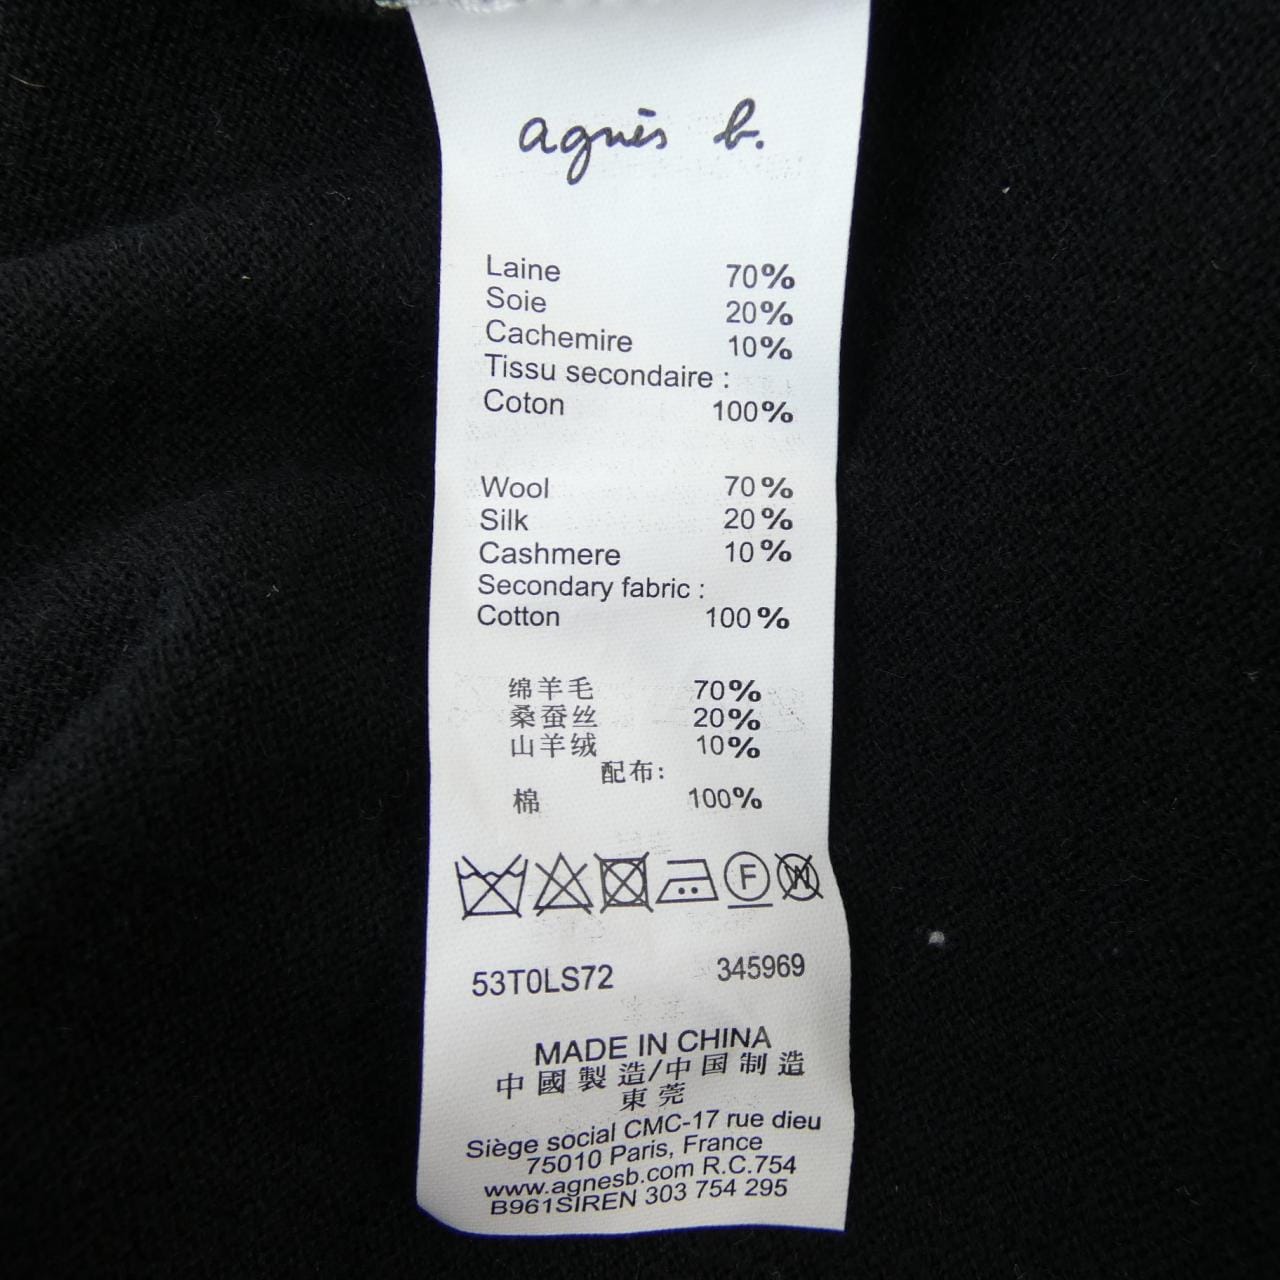 agnès b.
Laine 70%
Soie 20%
Cachemire 10%
Tissu secondaire :
Coton 100%
Wool 70%
Silk 20%
Cashmere 10%
Secondary fabric :
Cotton 100%
绵羊毛 70%
桑蚕丝 20%
山羊绒 10%
配布:
棉 100%
F W
53T0LS72 345969
MADE IN CHINA
中國製造/中国制造
東莞
Siège social CMC-17 rue dieu
75010 Paris, France
www.agnesb.com R.C.754
B961SIREN 303 754 295